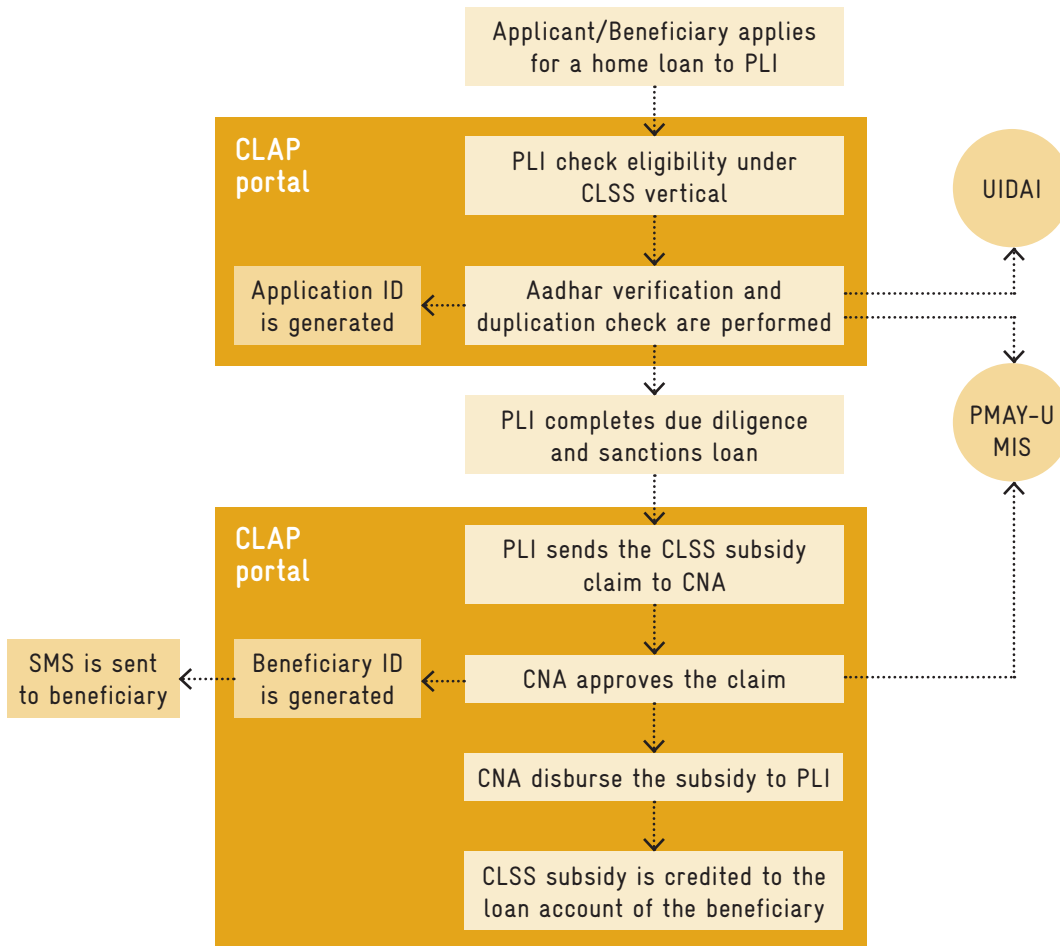 Applicant/Beneficiary applies
for a home loan to PLI
CLAP
portal
PLI check eligibility under
CLSS vertical
UIDAI
Application ID
is generated
Aadhar verification and
duplication check are performed
PLI completes due diligence
and sanctions loan
PMAY-U
MIS
CLAP
portal
PLI sends the CLSS subsidy
claim to CNA
SMS is sent
to beneficiary
Beneficiary ID
is generated
CNA approves the claim
CNA disburse the subsidy to PLI
CLSS subsidy is credited to the
loan account of the beneficiary